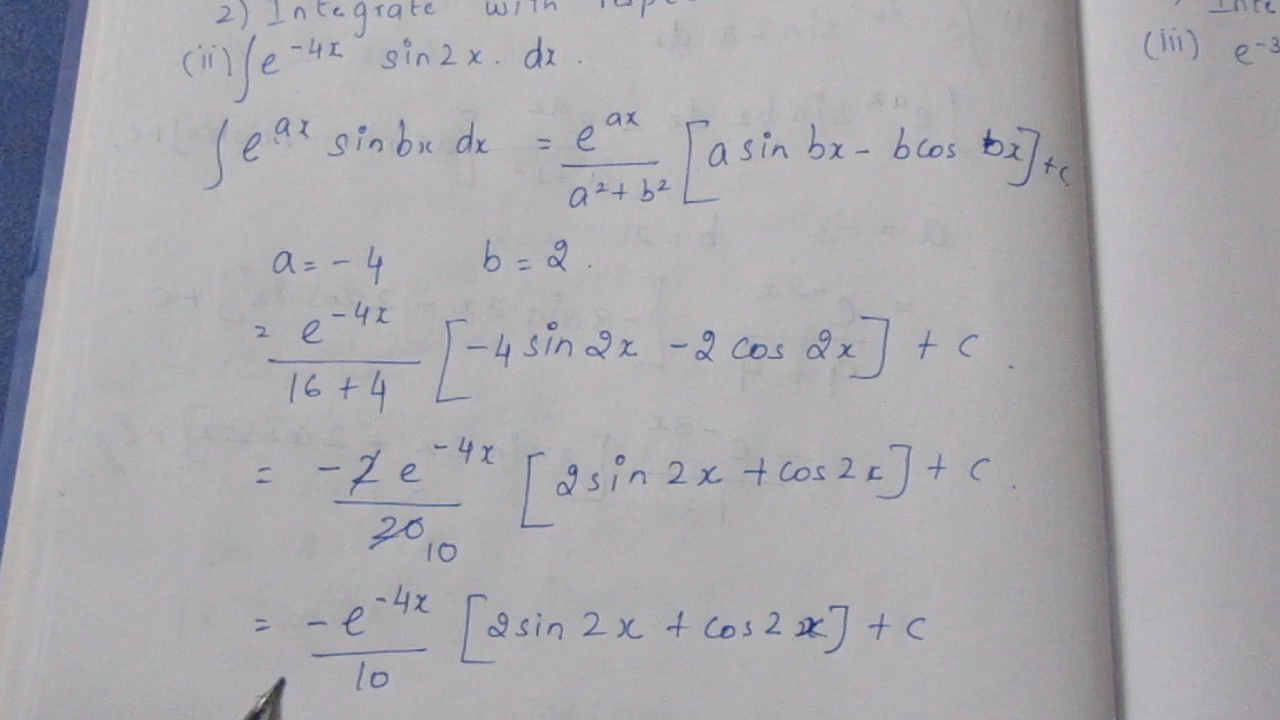 2) Integrate with
(ii) ∫ e^{-4x} sin 2x . dx .
∫ e^{ax} sin bx dx = e^{ax} / (a² + b²) [a sin bx - b cos bx] + c
a = -4 b = 2 .
= e^{-4x} / (16 + 4) [-4 sin 2x - 2 cos 2x] + c .
= -2 e^{-4x} / 20 10 [2 sin 2x + cos 2x] + c .
= -e^{-4x} / 10 [2 sin 2x + cos 2x] + c
(iii) e^{-3